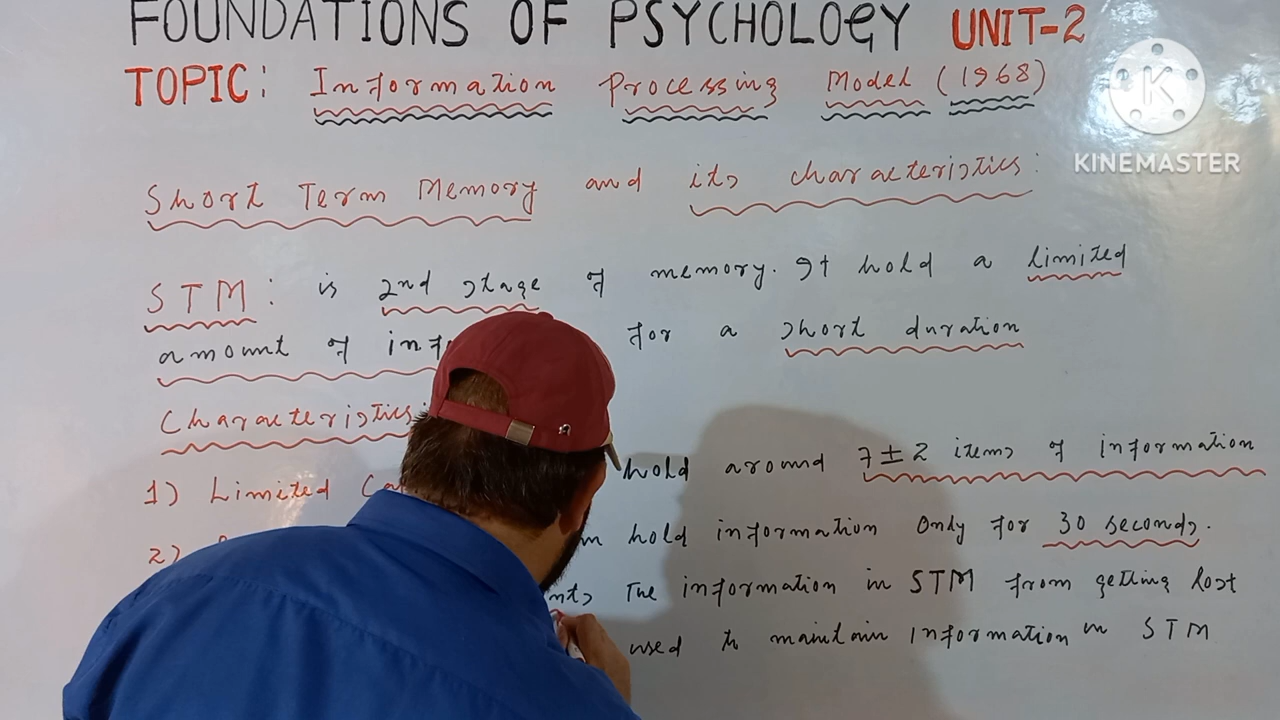 FOUNDATIONS OF PSYCHOLOGY UNIT-2
TOPIC: Information Processing Model (1968)
KINEMASTER
Short Term Memory and its characteristics:
STM: is 2nd stage of memory. It hold a limited
amount of for a short duration
Characteristics:
1) Limited hold around 7±2 items of information
2) hold information only for 30 seconds.
The information in STM from getting lost
used to maintain information in STM